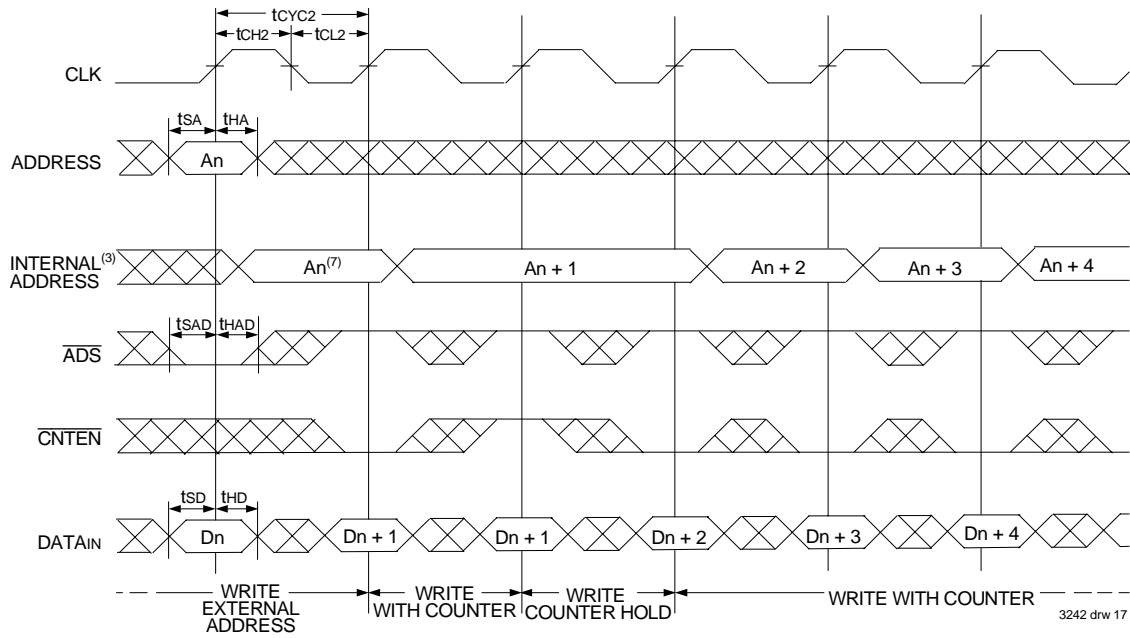 tCYC2
tCH2 tCL2
CLK
tSA tHA
ADDRESS An
INTERNAL(3)
ADDRESS
An(7) An + 1 An + 2 An + 3 An + 4
tSAD tHAD
ADS
CNTEN
tSD tHD
DATAIN Dn Dn + 1 Dn + 1 Dn + 2 Dn + 3 Dn + 4
WRITE
EXTERNAL
ADDRESS
WRITE
WITH COUNTER
WRITE
COUNTER HOLD
WRITE WITH COUNTER
3242 drw 17